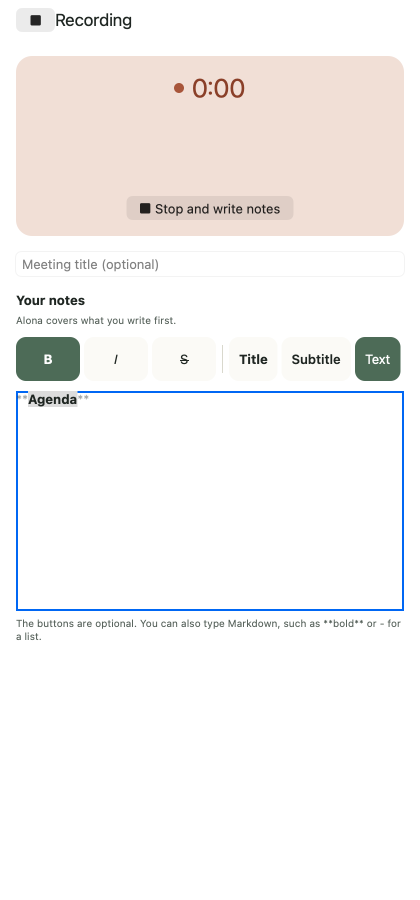 Recording
0:00
Stop and write notes
Meeting title (optional)
Your notes
Alona covers what you write first.
B I S Title Subtitle Text
**Agenda**
The buttons are optional. You can also type Markdown, such as **bold** or - for
a list.